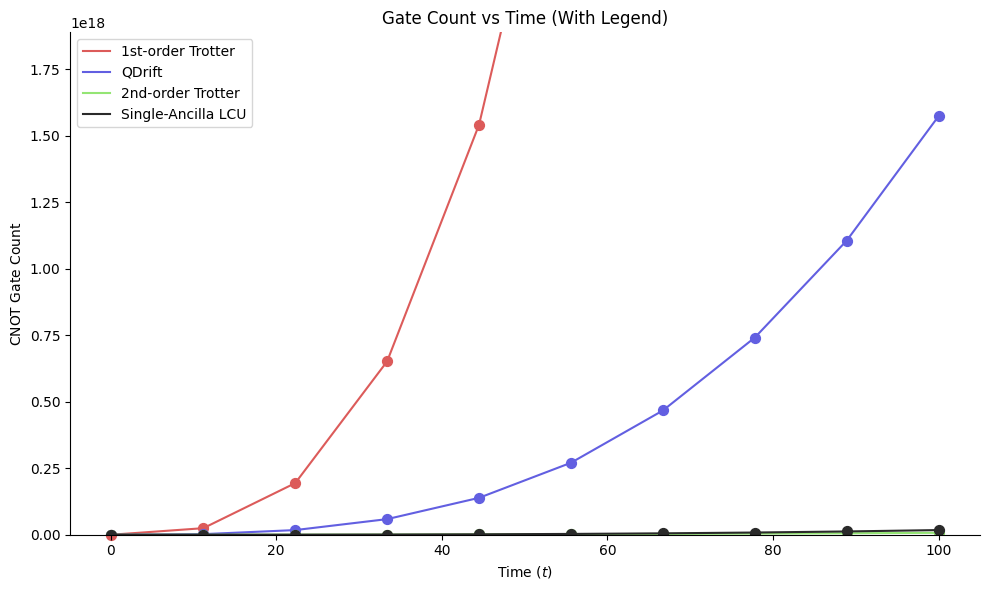 Gate Count vs Time (With Legend)
1e18
1st-order Trotter
QDrift
2nd-order Trotter
Single-Ancilla LCU
CNOT Gate Count
1.75
1.50
1.25
1.00
0.75
0.50
0.25
0.00
0 20 40 60 80 100
Time (t)